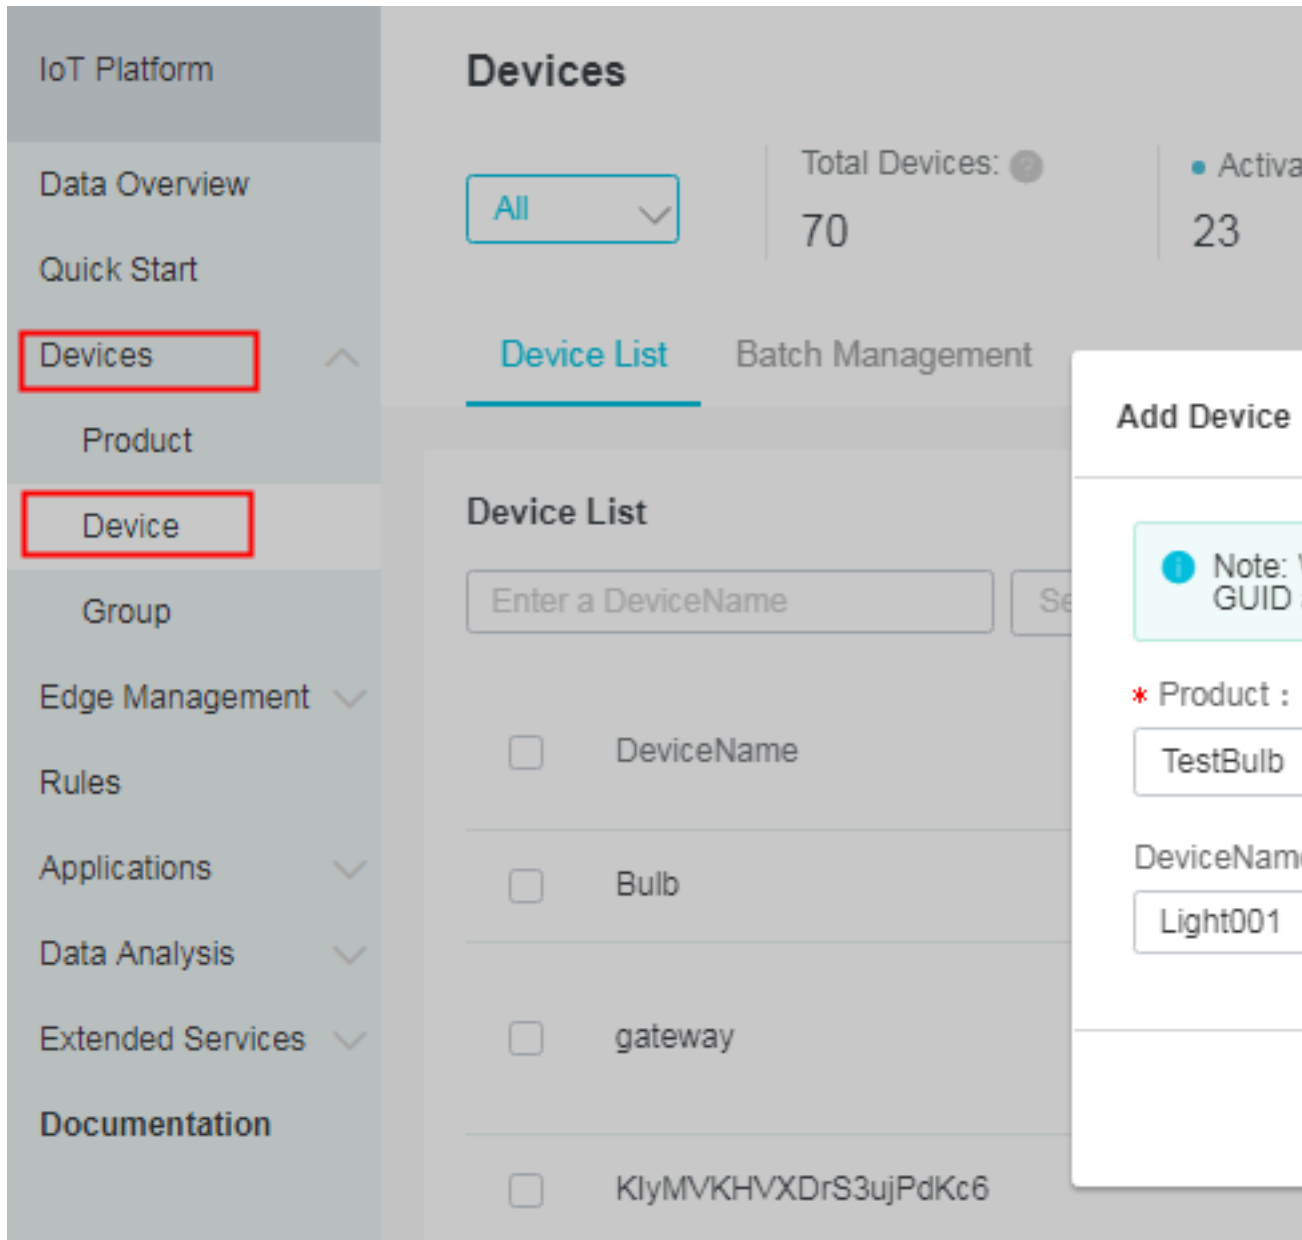 IoT Platform
Data Overview
Quick Start
Devices
Product
Device
Group
Edge Management
Rules
Applications
Data Analysis
Extended Services
Documentation
Devices
All
Total Devices:
70
Activa
23
Device List
Batch Management
Device List
Enter a DeviceName
Se
DeviceName
Bulb
gateway
KIyMVKHVXDrS3ujPdKc6
Add Device
Note:
GUID
* Product :
TestBulb
DeviceName
Light001